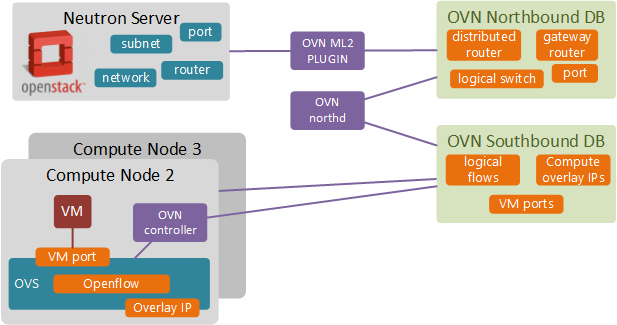 Neutron Server
port
subnet
router
network
openstack™
OVN ML2
PLUGIN
OVN Northbound DB
distributed
router
gateway
router
logical switch
port
OVN
northd
OVN Southbound DB
logical
flows
Compute
overlay IPs
VM ports
Compute Node 3
Compute Node 2
VM
OVN
controller
VM port
OVS
Openflow
Overlay IP